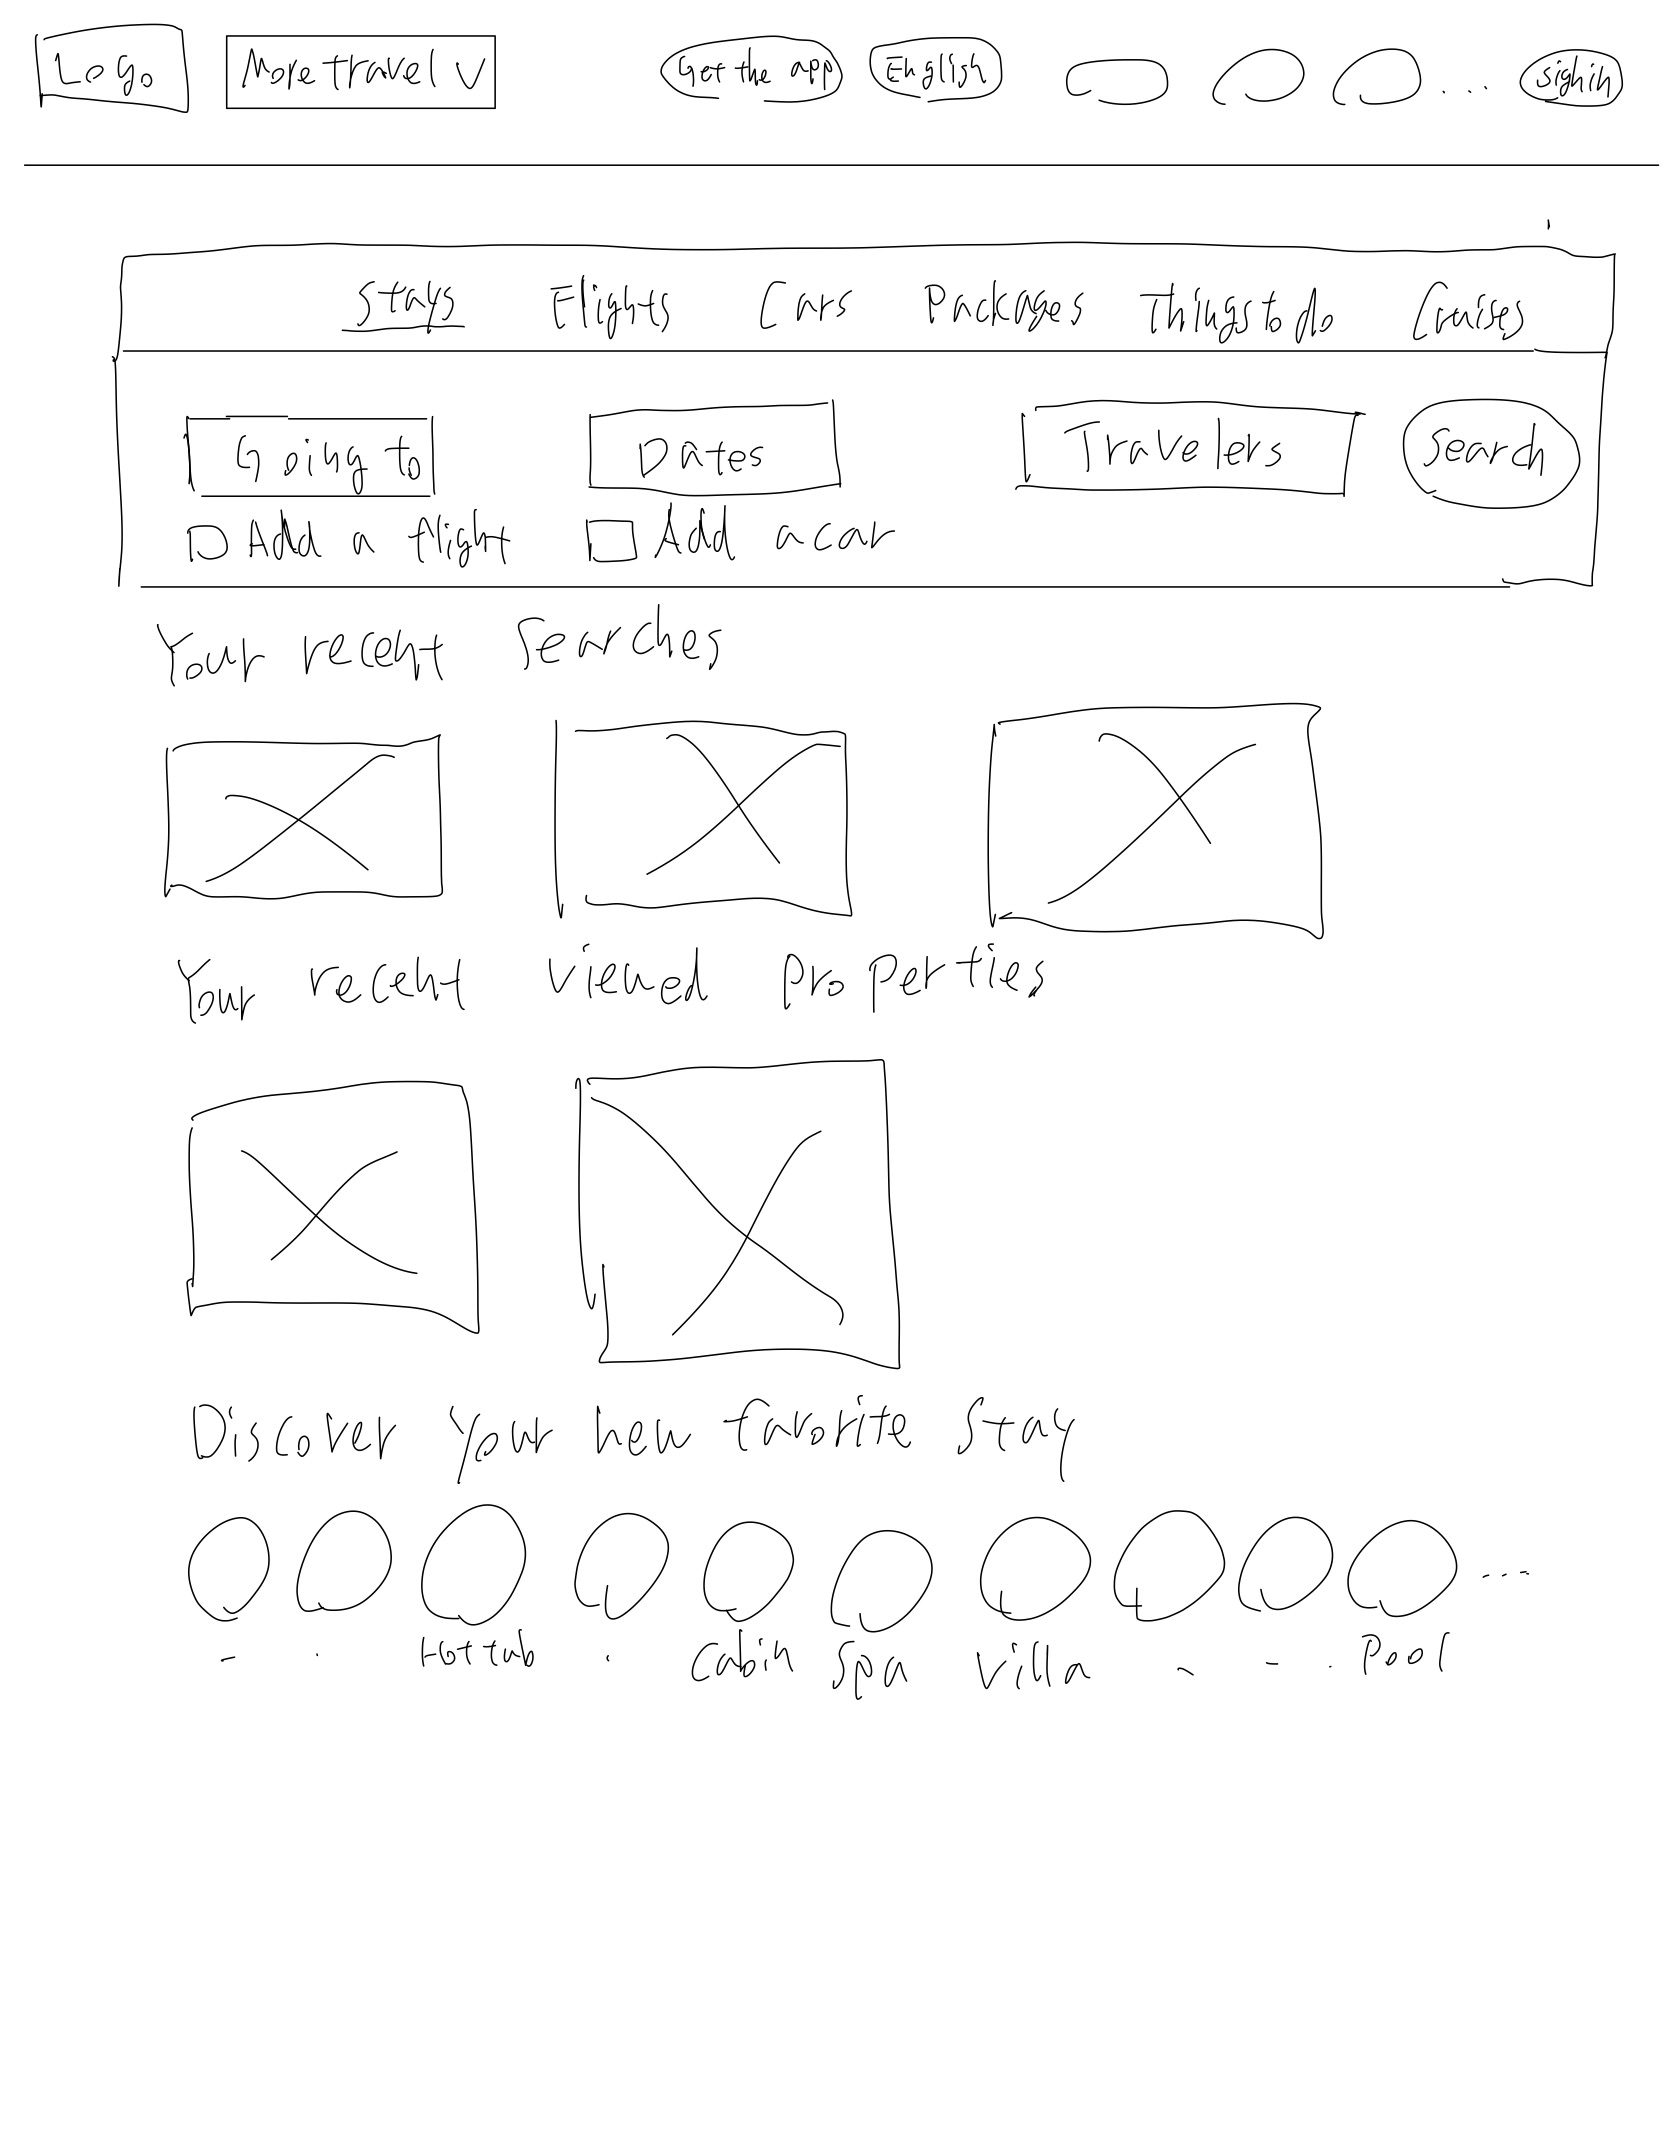 Logo More travel v Get the app English ... sign in
Stays Flights Cars Packages Things to do Cruises
Going to Dates Travelers Search
Add a flight Add a car
Your recent searches
Your recent viewed properties
Discover your new favorite stay
...
Hot tub Cabin Spa Villa Pool